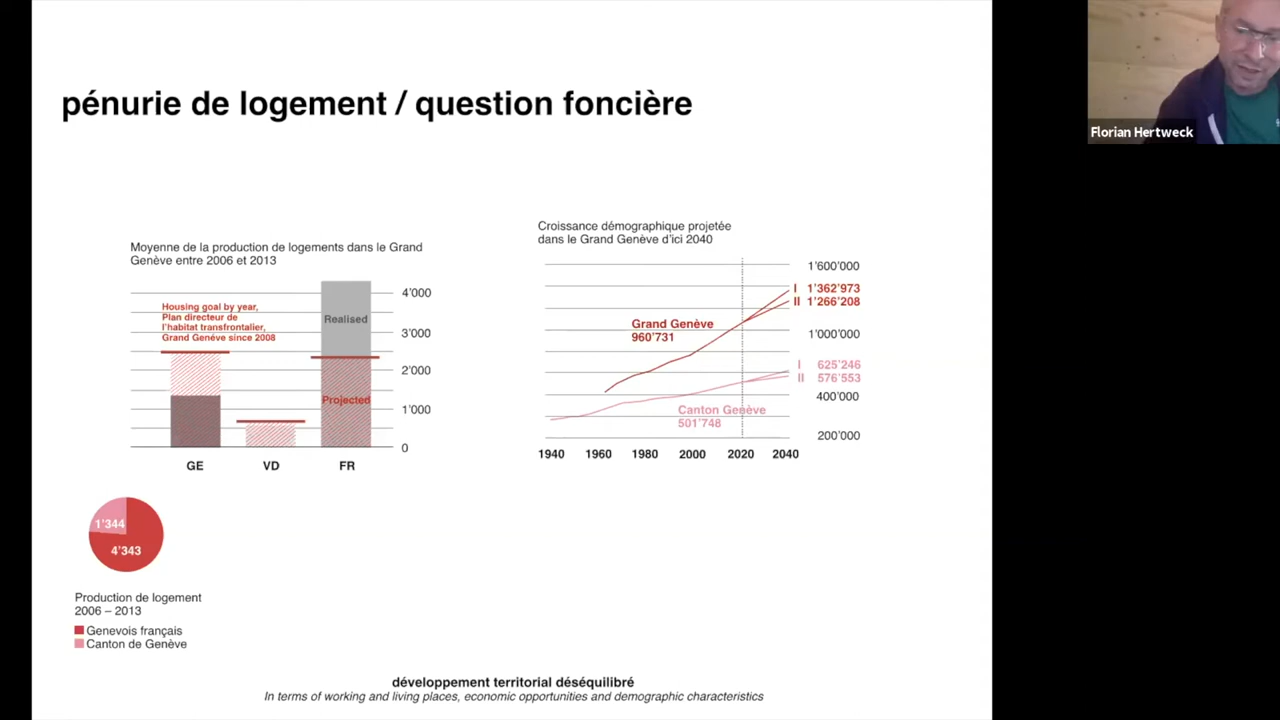 pénurie de logement / question foncière
Florian Hertweck
Moyenne de la production de logements dans le Grand
Genève entre 2006 et 2013
Housing goal by year,
Plan directeur de
l'habitat transfrontalier,
Grand Genève since 2008
Realised
Projected
4'000
3'000
2'000
1'000
0
GE VD FR
Croissance démographique projetée
dans le Grand Genève d'ici 2040
1'600'000
I 1'362'973
II 1'266'208
1'000'000
I 625'246
II 576'553
400'000
200'000
Grand Genève
960'731
Canton Genève
501'748
1940 1960 1980 2000 2020 2040
1'344
4'343
Production de logement
2006 – 2013
Genevois français
Canton de Genève
développement territorial déséquilibré
In terms of working and living places, economic opportunities and demographic characteristics